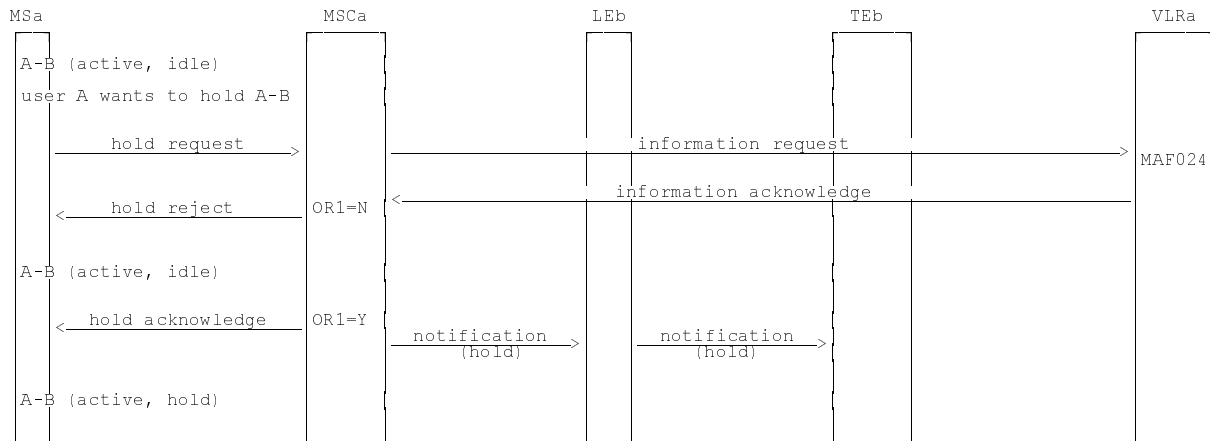 MSa MSCa LEb TEb VLRa
A-B (active, idle)
user A wants to hold A-B
hold request
information request
MAF024
information acknowledge
hold reject
OR1=N
A-B (active, idle)
hold acknowledge
OR1=Y
notification
(hold)
notification
(hold)
A-B (active, hold)